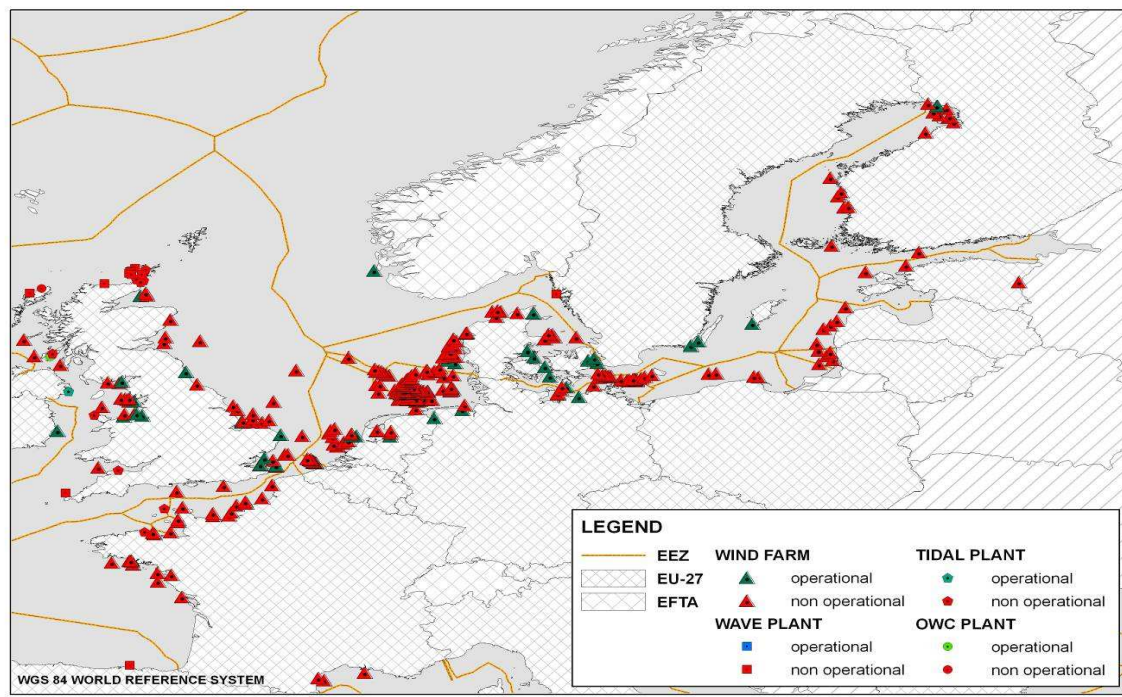 LEGEND
EEZ WIND FARM TIDAL PLANT
EU-27 operational operational
EFTA non operational non operational
WAVE PLANT OWC PLANT
operational operational
non operational non operational
WGS 84 WORLD REFERENCE SYSTEM